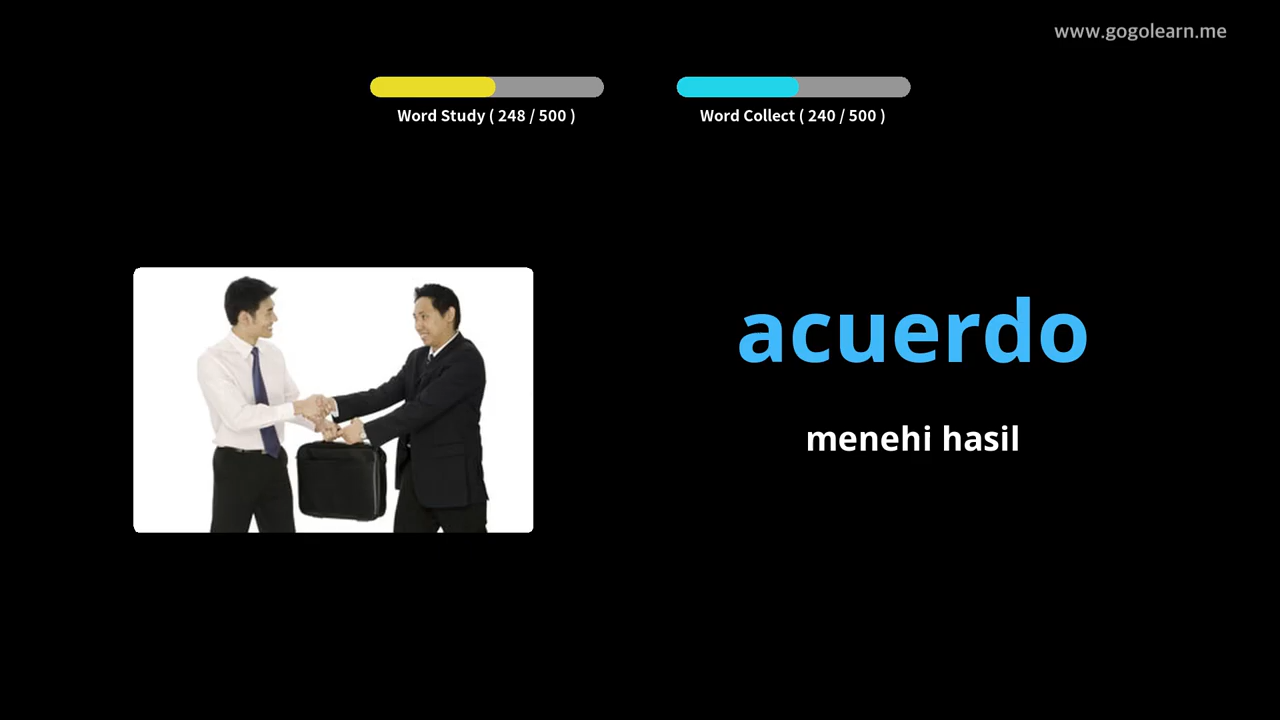 www.gogolearn.me
Word Study ( 248 / 500 )
Word Collect ( 240 / 500 )
acuerdo
menehi hasil